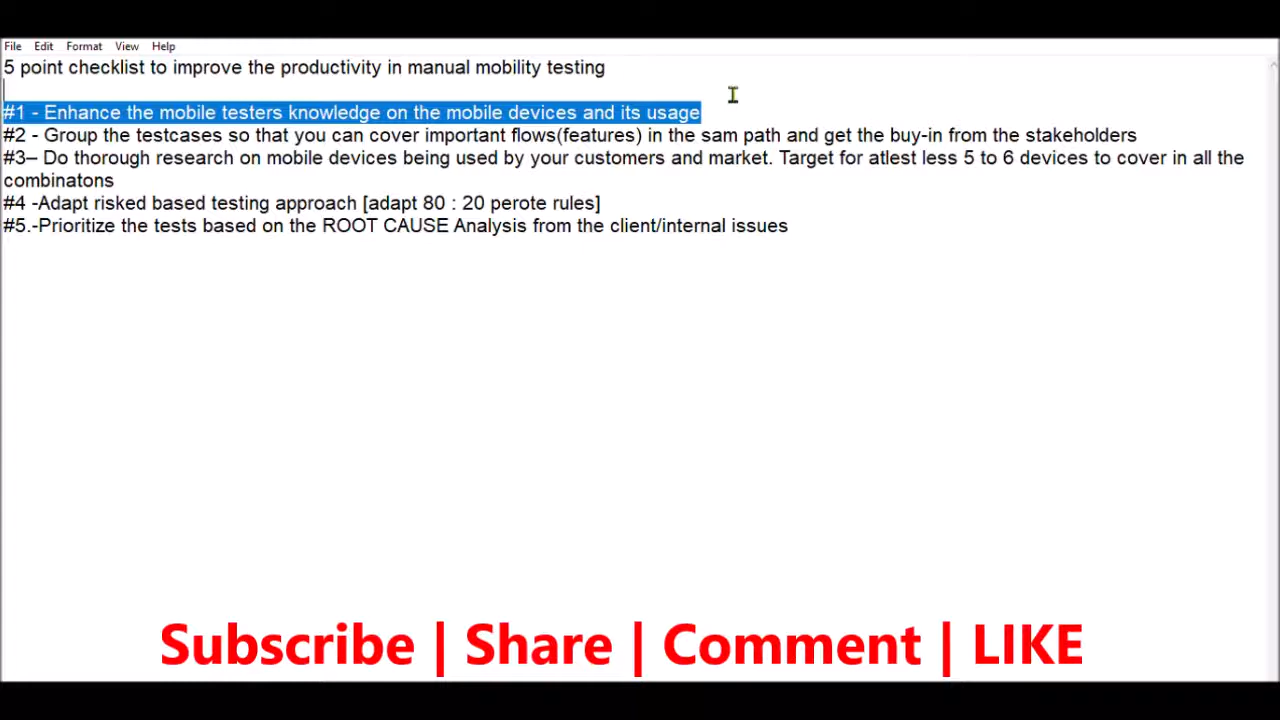 File Edit Format View Help
5 point checklist to improve the productivity in manual mobility testing
#1 - Enhance the mobile testers knowledge on the mobile devices and its usage
#2 - Group the testcases so that you can cover important flows(features) in the sam path and get the buy-in from the stakeholders
#3– Do thorough research on mobile devices being used by your customers and market. Target for atlest less 5 to 6 devices to cover in all the
combinatons
#4 -Adapt risked based testing approach [adapt 80 : 20 perote rules]
#5.-Prioritize the tests based on the ROOT CAUSE Analysis from the client/internal issues
Subscribe | Share | Comment | LIKE